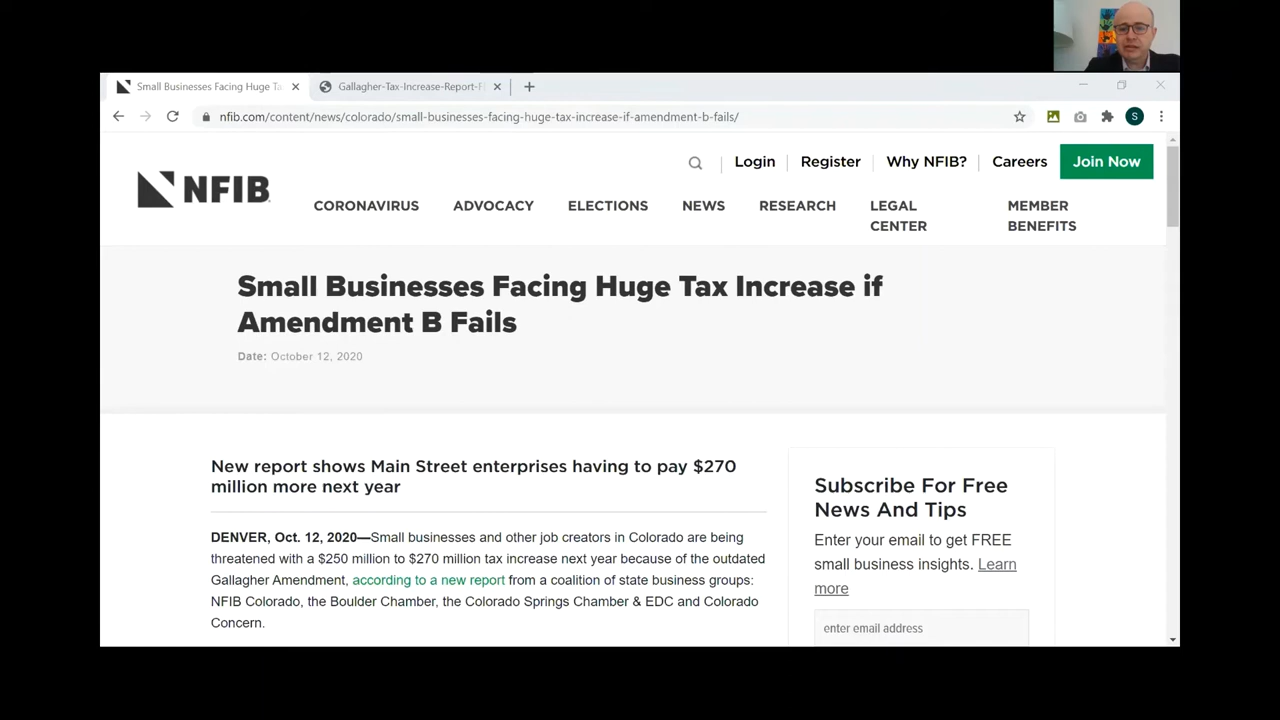 Small Businesses Facing Huge Ta
Gallagher-Tax-Increase-Report-F
nfib.com/content/news/colorado/small-businesses-facing-huge-tax-increase-if-amendment-b-fails/
S
Login
Register
Why NFIB?
Careers
Join Now
NFIB
CORONAVIRUS
ADVOCACY
ELECTIONS
NEWS
RESEARCH
LEGAL
CENTER
MEMBER
BENEFITS
Small Businesses Facing Huge Tax Increase if
Amendment B Fails
Date: October 12, 2020
New report shows Main Street enterprises having to pay $270
million more next year
DENVER, Oct. 12, 2020—Small businesses and other job creators in Colorado are being
threatened with a $250 million to $270 million tax increase next year because of the outdated
Gallagher Amendment, according to a new report from a coalition of state business groups:
NFIB Colorado, the Boulder Chamber, the Colorado Springs Chamber & EDC and Colorado
Concern.
Subscribe For Free
News And Tips
Enter your email to get FREE
small business insights. Learn
more
enter email address